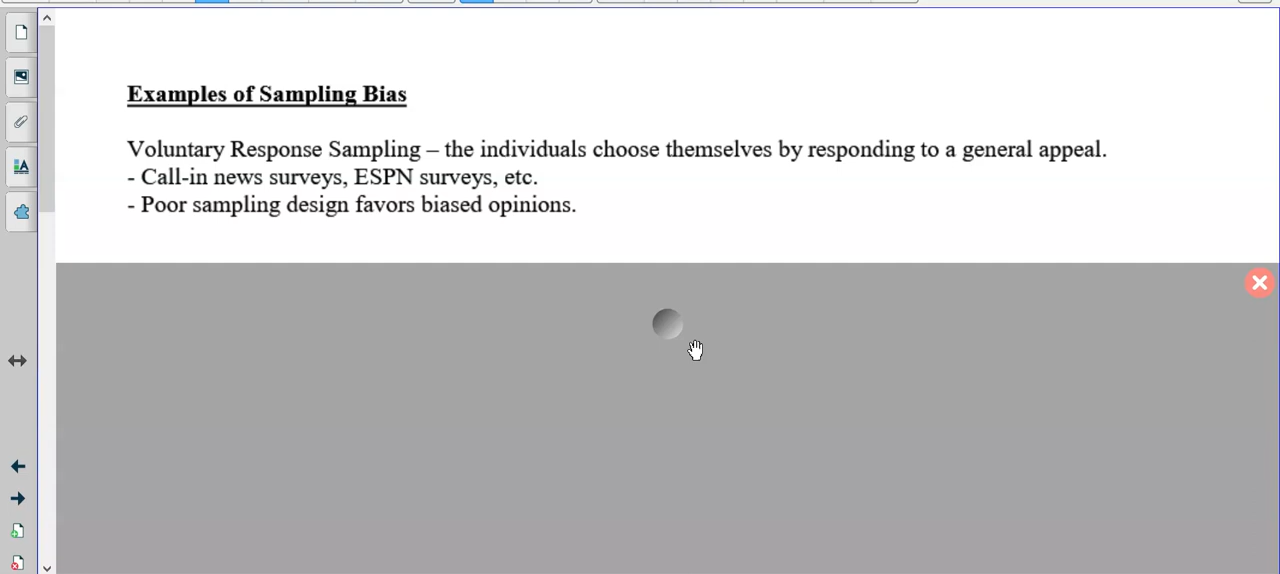 Examples of Sampling Bias
Voluntary Response Sampling – the individuals choose themselves by responding to a general appeal.
- Call-in news surveys, ESPN surveys, etc.
- Poor sampling design favors biased opinions.